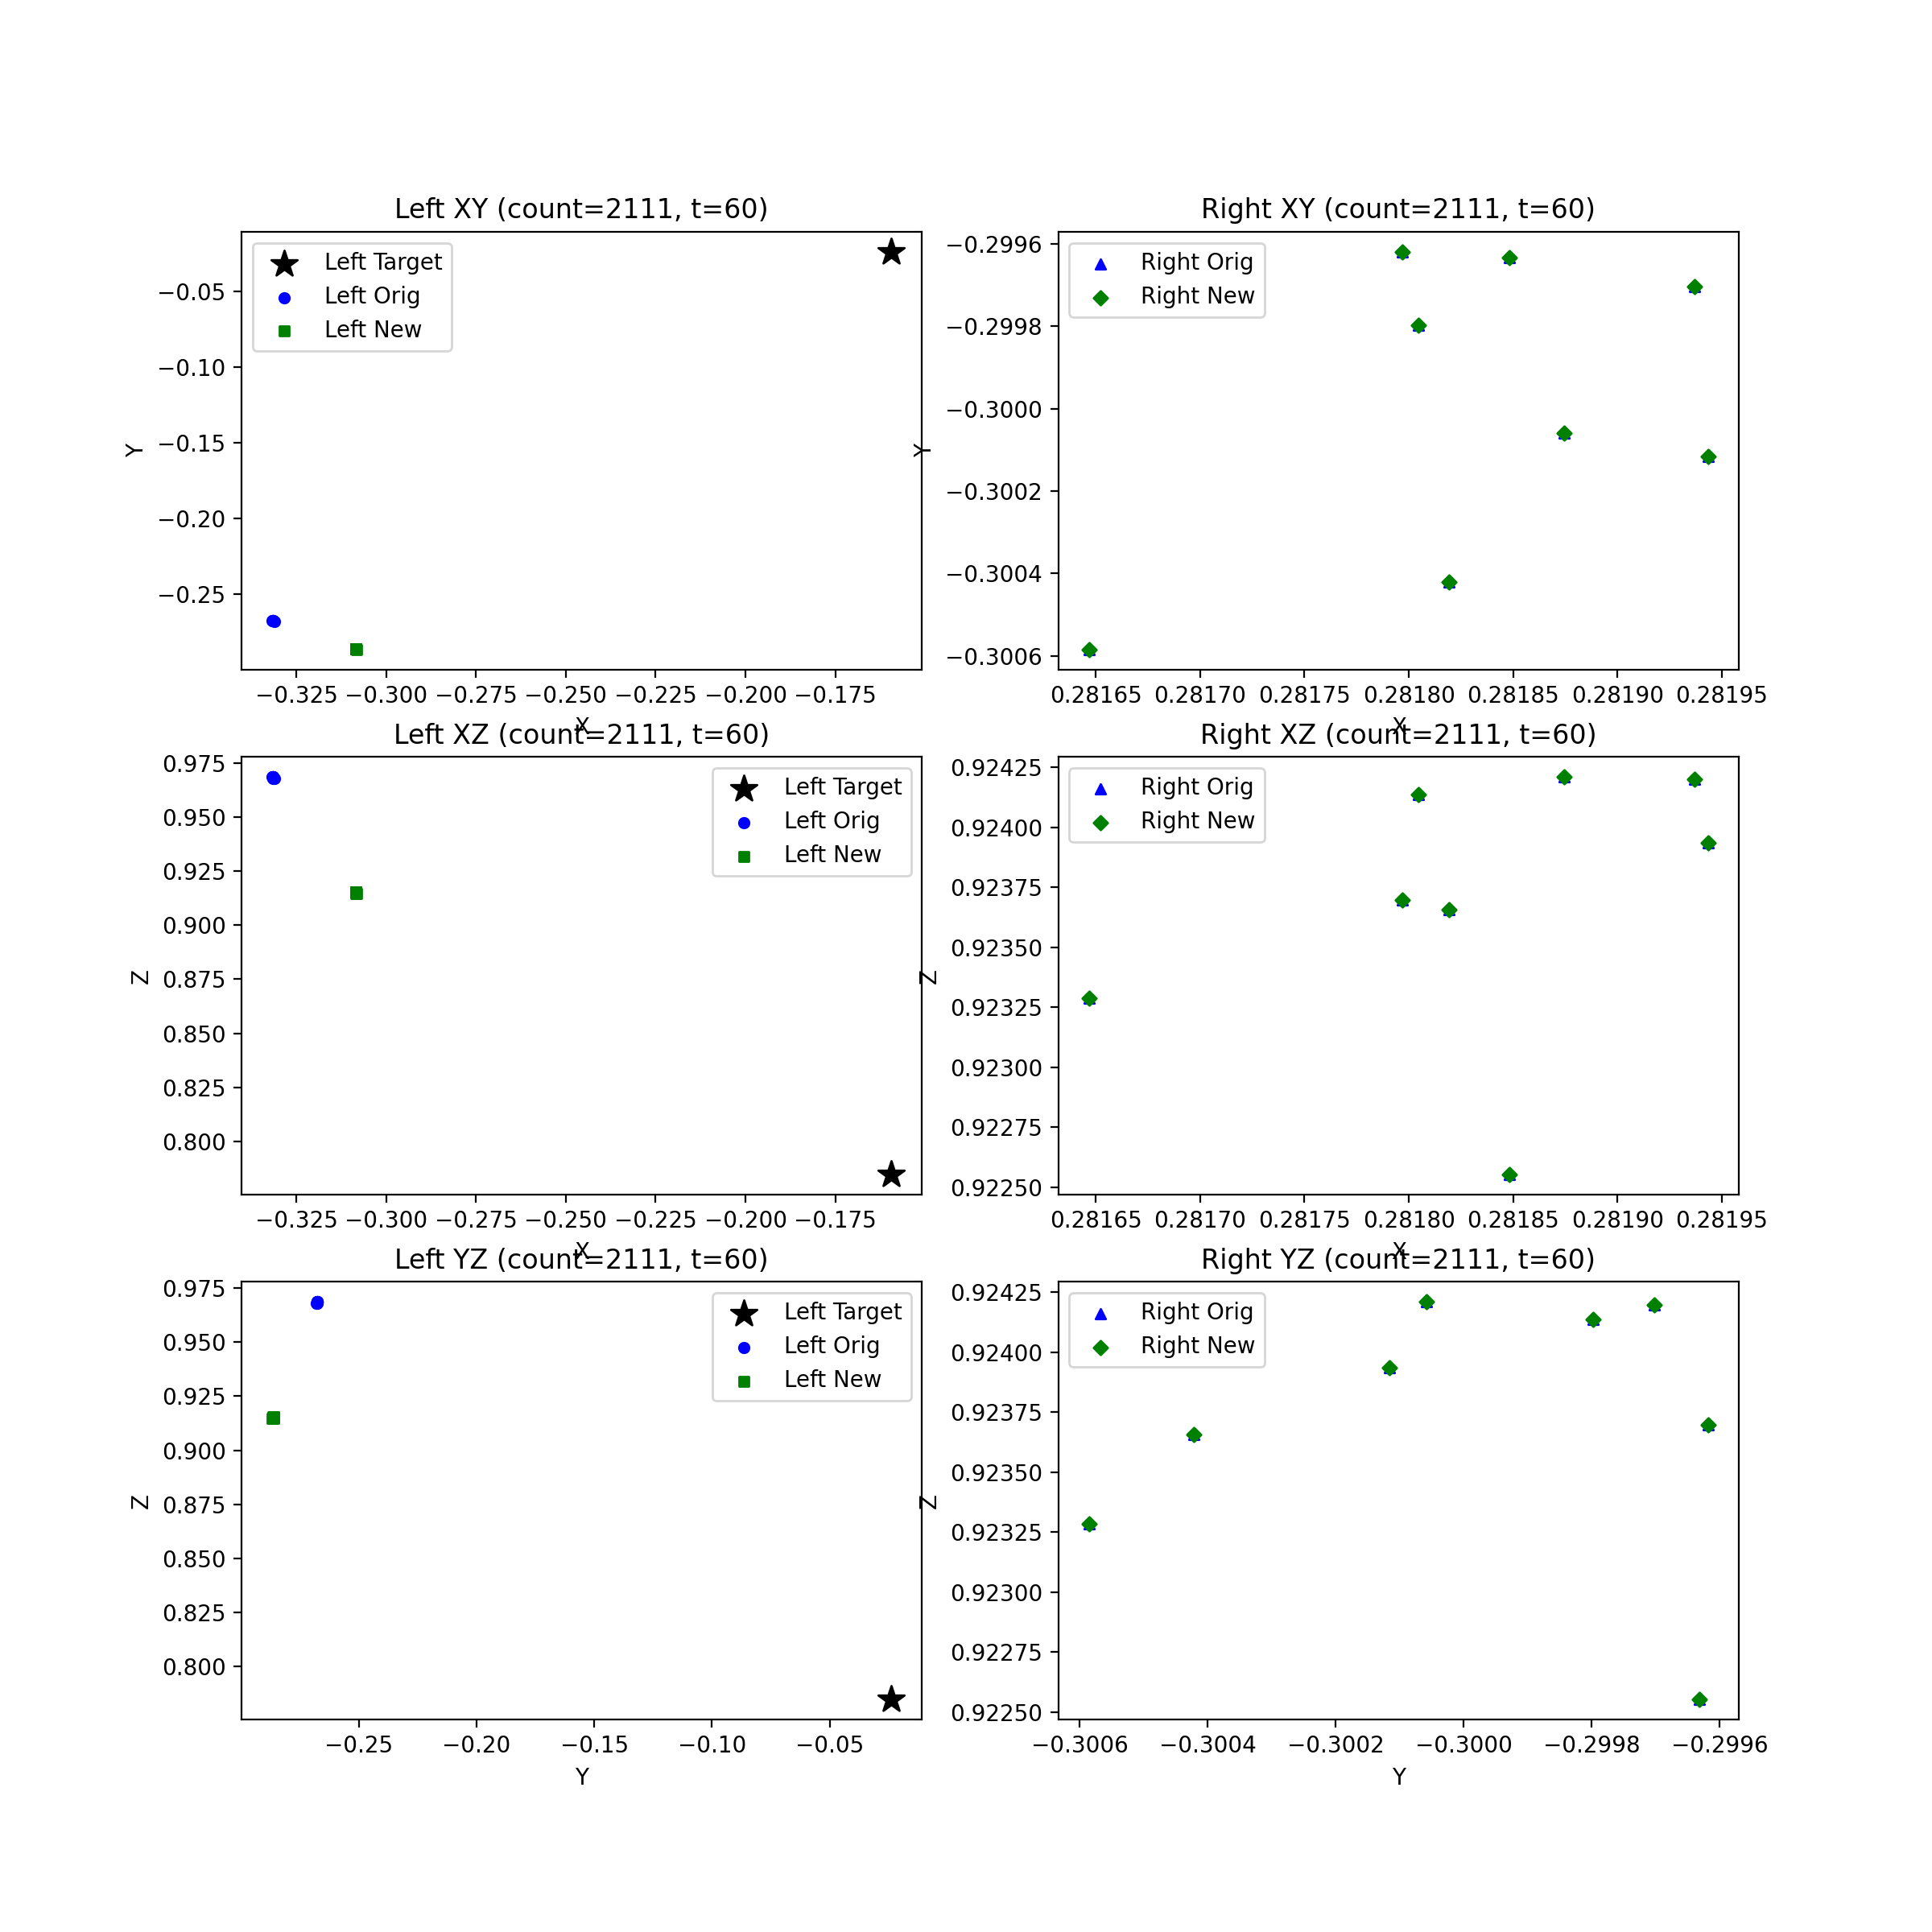 Left XY (count=2111, t=60)
Left Target
Left Orig
Left New
Y
−0.05
−0.10
−0.15
−0.20
−0.25
−0.325 −0.300 −0.275 −0.250 −0.225 −0.200 −0.175
X
Right XY (count=2111, t=60)
Right Orig
Right New
Y
−0.2996
−0.2998
−0.3000
−0.3002
−0.3004
−0.3006
0.28165 0.28170 0.28175 0.28180 0.28185 0.28190 0.28195
X
Left XZ (count=2111, t=60)
Left Target
Left Orig
Left New
Z
0.975
0.950
0.925
0.900
0.875
0.850
0.825
0.800
−0.325 −0.300 −0.275 −0.250 −0.225 −0.200 −0.175
X
Right XZ (count=2111, t=60)
Right Orig
Right New
Z
0.92425
0.92400
0.92375
0.92350
0.92325
0.92300
0.92275
0.92250
0.28165 0.28170 0.28175 0.28180 0.28185 0.28190 0.28195
X
Left YZ (count=2111, t=60)
Left Target
Left Orig
Left New
Z
0.975
0.950
0.925
0.900
0.875
0.850
0.825
0.800
−0.25 −0.20 −0.15 −0.10 −0.05
Y
Right YZ (count=2111, t=60)
Right Orig
Right New
Z
0.92425
0.92400
0.92375
0.92350
0.92325
0.92300
0.92275
0.92250
−0.3006 −0.3004 −0.3002 −0.3000 −0.2998 −0.2996
Y